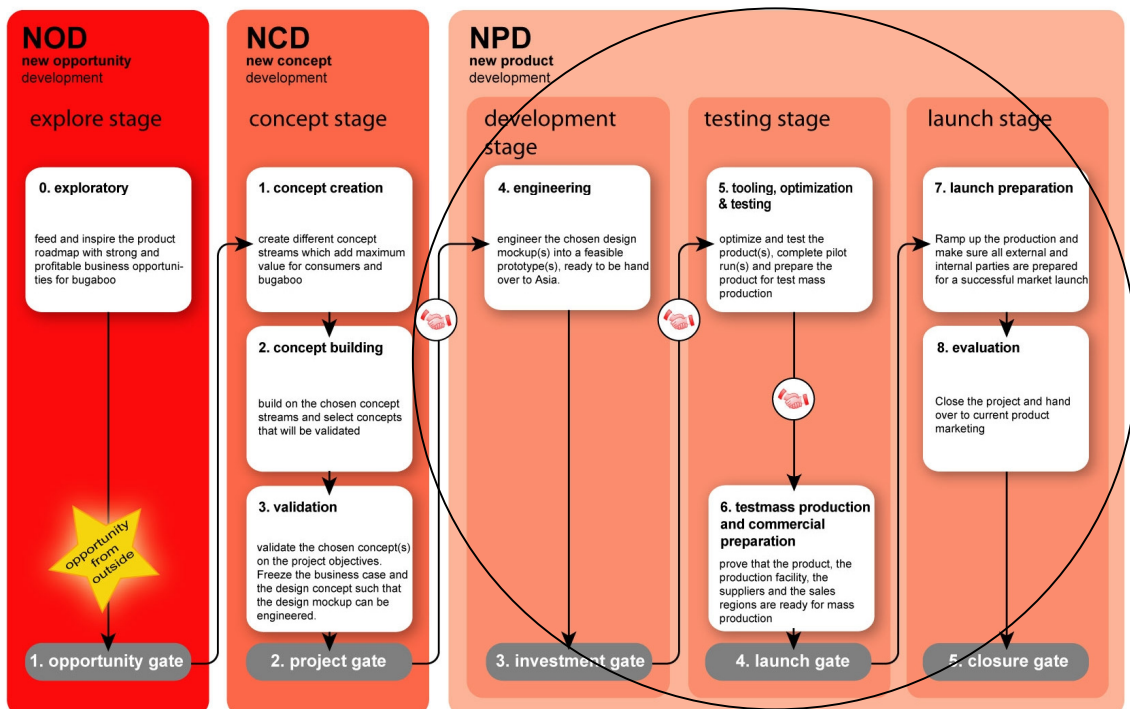 NOD
new opportunity
development
explore stage
0. exploratory
feed and inspire the product
roadmap with strong and
profitable business opportuni-
ties for bugaboo
opportunity
from
outside
1. opportunity gate
NCD
new concept
development
concept stage
1. concept creation
create different concept
streams which add maximum
value for consumers and
bugaboo
2. concept building
build on the chosen concept
streams and select concepts
that will be validated
3. validation
validate the chosen concept(s)
on the project objectives.
Freeze the business case and
the design concept such that
the design mockup can be
engineered.
2. project gate
NPD
new product
development
development
stage
4. engineering
engineer the chosen design
mockup(s) into a feasible
prototype(s), ready to be hand
over to Asia.
3. investment gate
testing stage
5. tooling, optimization
& testing
optimize and test the
product(s), complete pilot
run(s) and prepare the
product for test mass
production
6. testmass production
and commercial
preparation
prove that the product, the
production facility, the
suppliers and the sales
regions are ready for mass
production
4. launch gate
launch stage
7. launch preparation
Ramp up the production and
make sure all external and
internal parties are prepared
for a successful market launch
8. evaluation
Close the project and hand
over to current product
marketing
5. closure gate